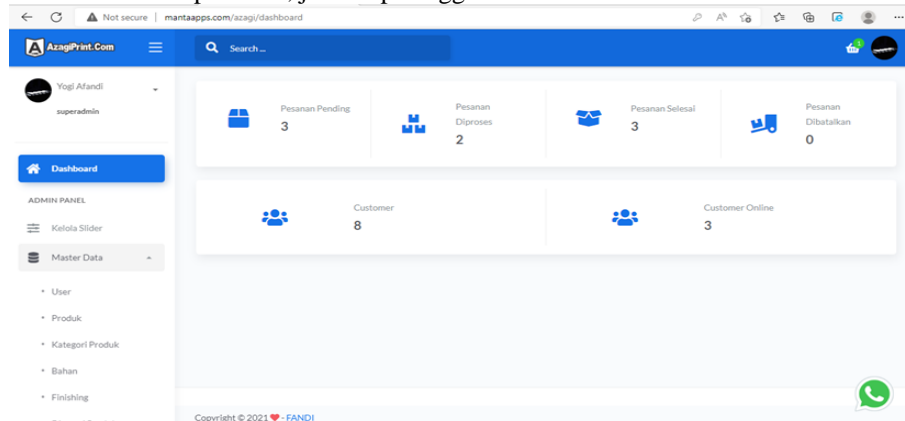 Not secure | mantaapps.com/azagi/dashboard
AzagiPrint.Com
Search ...
1
Yogi Afandi
superadmin
Pesanan Pending
3
Pesanan
Diproses
2
Pesanan Selesai
3
Pesanan
Dibatalkan
0
Dashboard
ADMIN PANEL
Kelola Slider
Master Data
Customer
8
Customer Online
3
User
Produk
Kategori Produk
Bahan
Finishing
Copyright © 2021 ❤ - FANDI